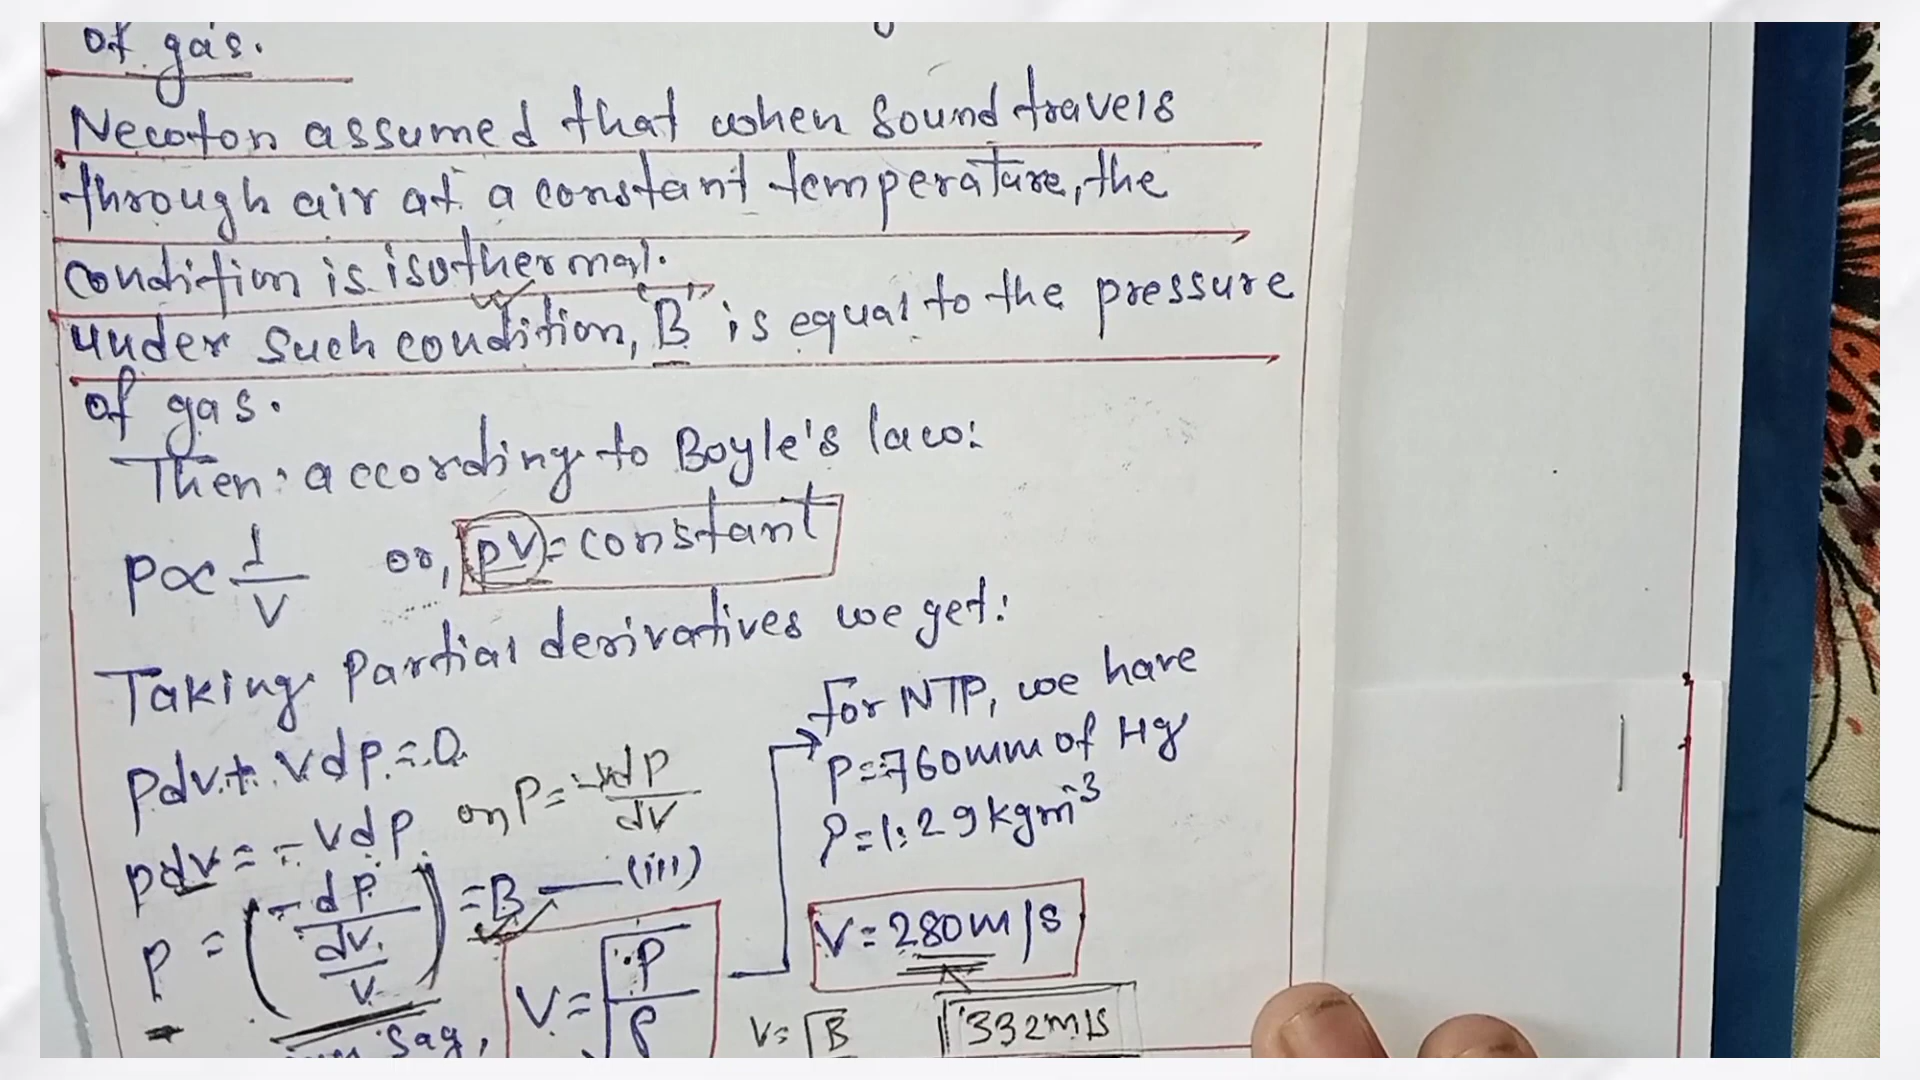 of gas.
Newton assumed that when sound travels
through air at a constant temperature, the
condition is isothermal.
under such condition, "B" is equal to the pressure
of gas.
Then, according to Boyle's law:
P∝ 1/V or, PV = constant
Taking partial derivatives we get:
Pdv + vdp = 0
Pdv = - vdp or, P = -vdp/dv
P = (-dp/(dv/v)) = B — (iii)
V = √(P/ρ)
For NTP, we have
P = 760mm of Hg
ρ = 1.29kgm⁻³
V = 280m/s
V = √B
332m/s
say,